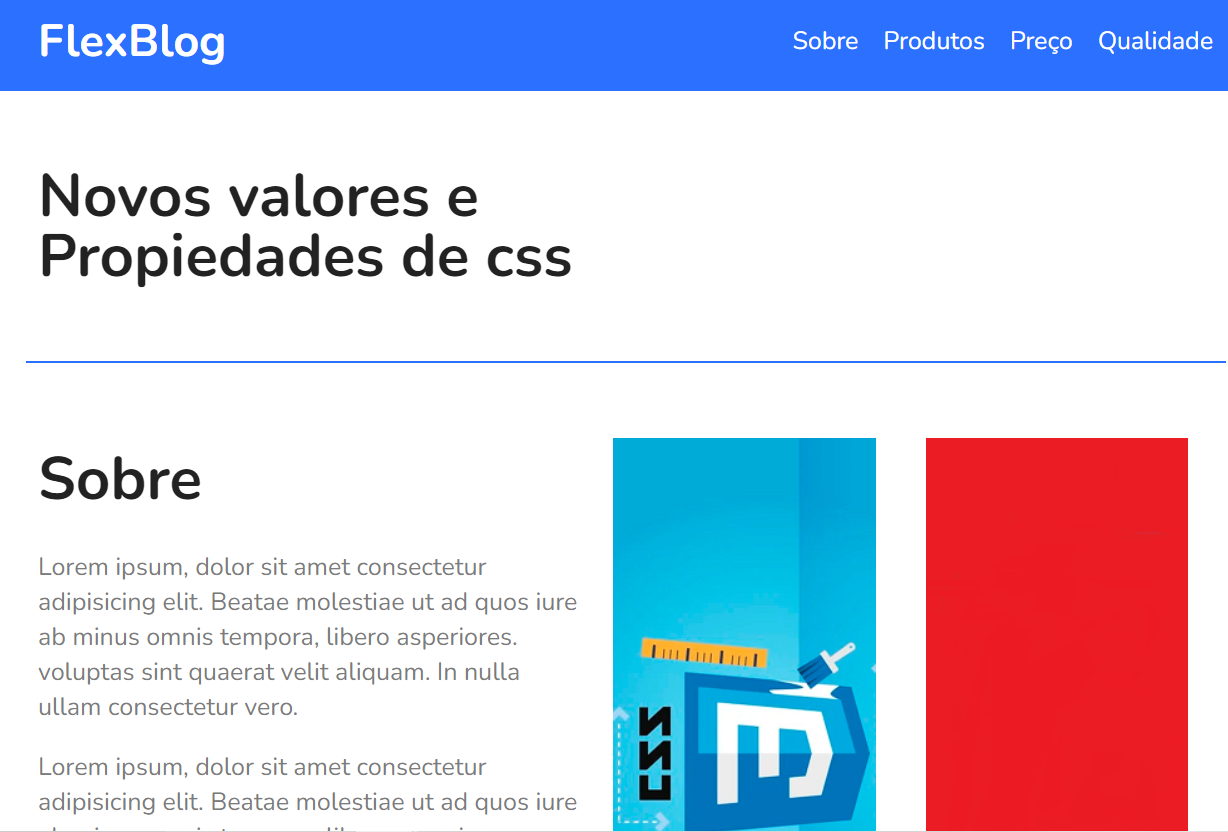 FlexBlog
Sobre Produtos Preço Qualidade
Novos valores e
Propiedades de css
Sobre
Lorem ipsum, dolor sit amet consectetur
adipisicing elit. Beatae molestiae ut ad quos iure
ab minus omnis tempora, libero asperiores.
voluptas sint quaerat velit aliquam. In nulla
ullam consectetur vero.
Lorem ipsum, dolor sit amet consectetur
adipisicing elit. Beatae molestiae ut ad quos iure